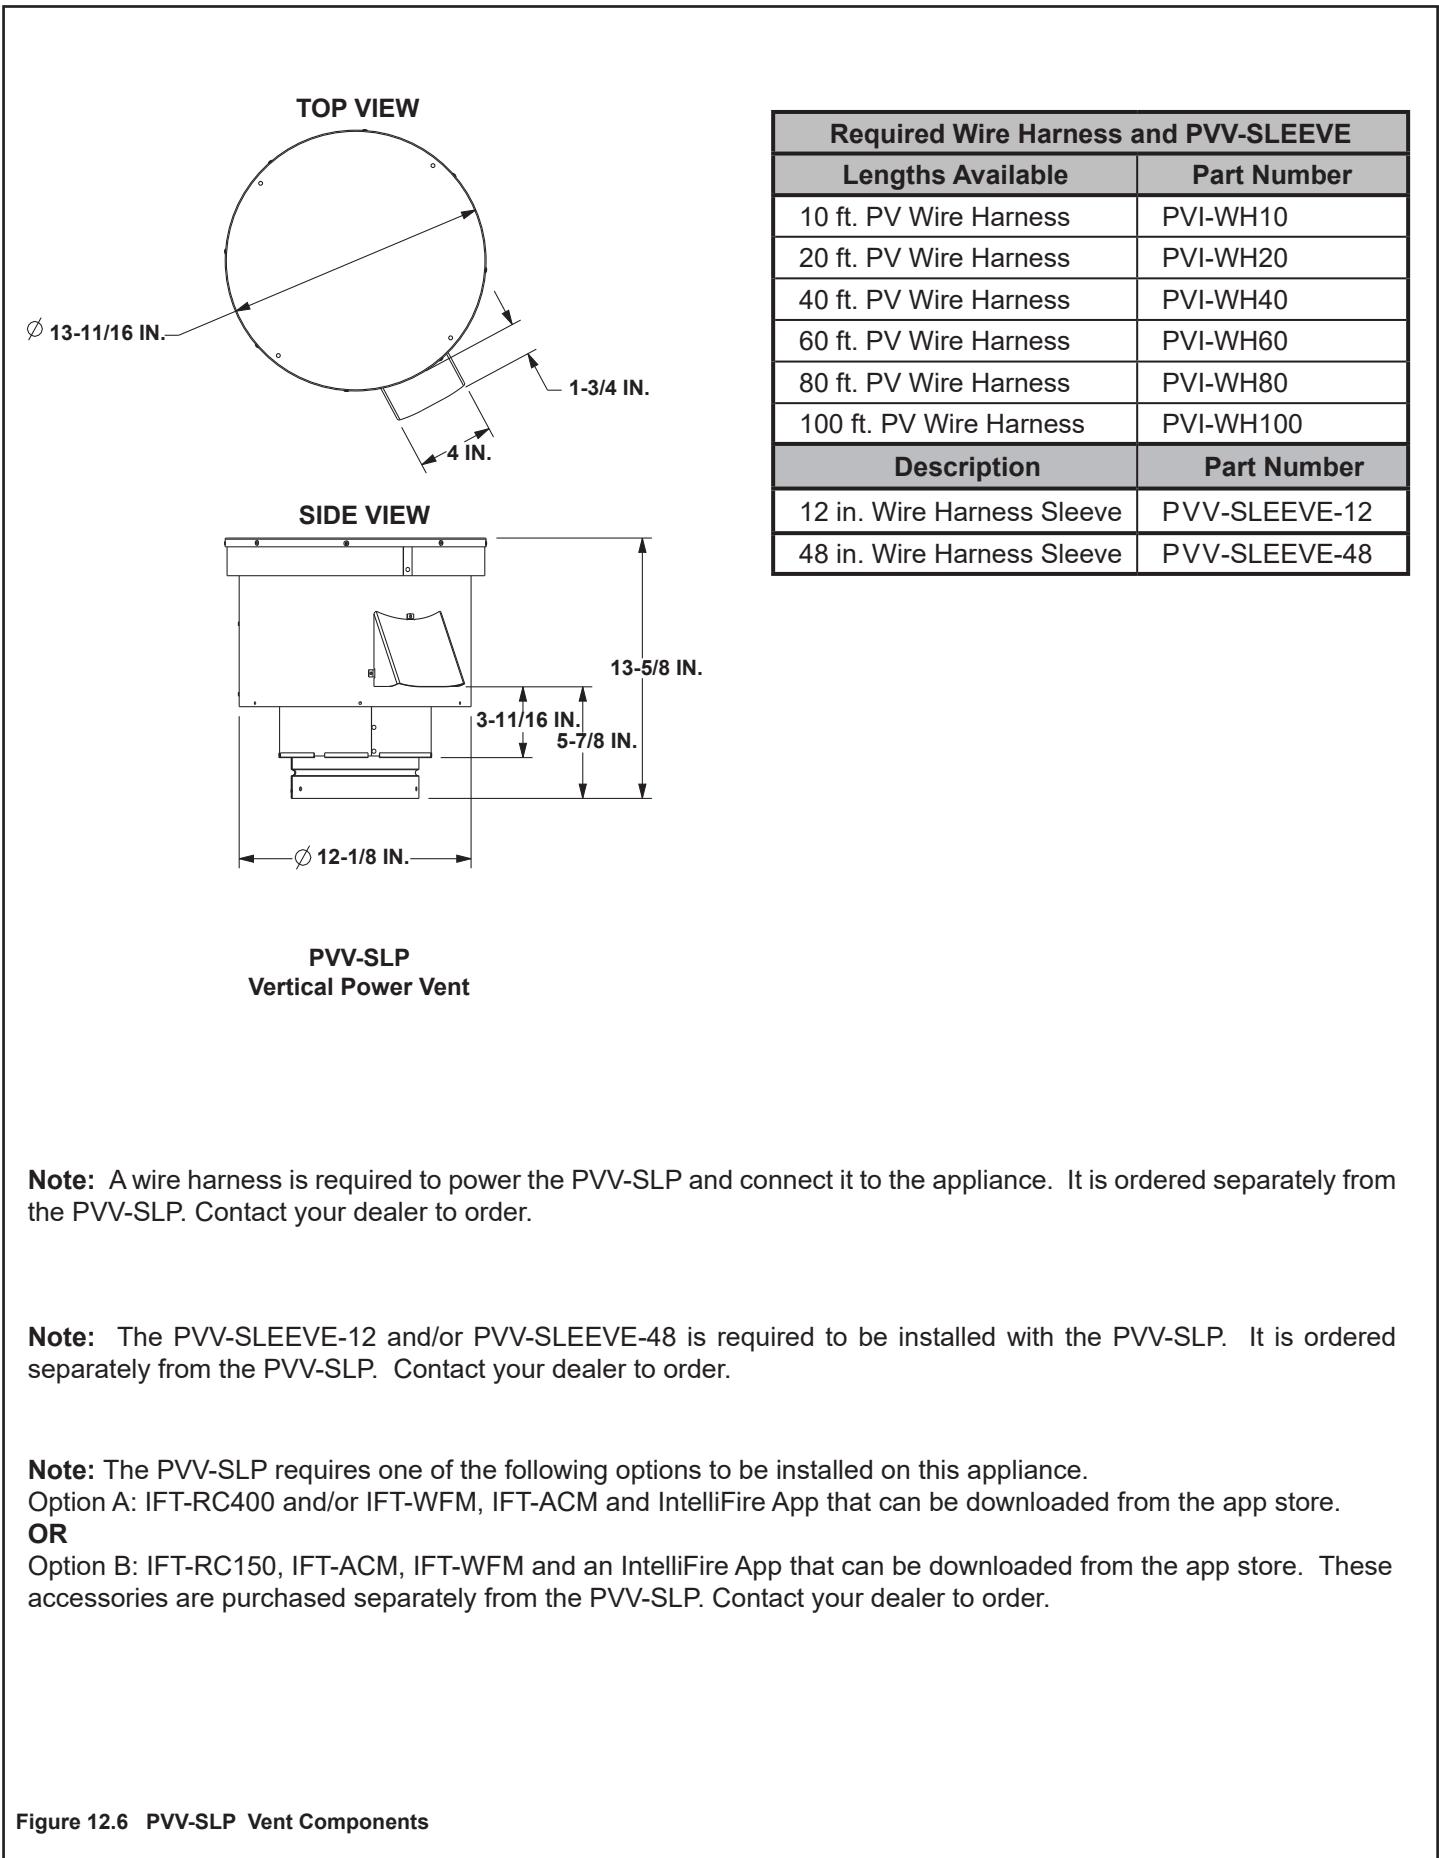 TOP VIEW
Ø 13-11/16 IN.
1-3/4 IN.
4 IN.
SIDE VIEW
13-5/8 IN.
3-11/16 IN.
5-7/8 IN.
Ø 12-1/8 IN.
PVV-SLP
Vertical Power Vent
Required Wire Harness and PVV-SLEEVE
Lengths Available Part Number
10 ft. PV Wire Harness PVI-WH10
20 ft. PV Wire Harness PVI-WH20
40 ft. PV Wire Harness PVI-WH40
60 ft. PV Wire Harness PVI-WH60
80 ft. PV Wire Harness PVI-WH80
100 ft. PV Wire Harness PVI-WH100
Description Part Number
12 in. Wire Harness Sleeve PVV-SLEEVE-12
48 in. Wire Harness Sleeve PVV-SLEEVE-48
Note: A wire harness is required to power the PVV-SLP and connect it to the appliance. It is ordered separately from
the PVV-SLP. Contact your dealer to order.
Note: The PVV-SLEEVE-12 and/or PVV-SLEEVE-48 is required to be installed with the PVV-SLP. It is ordered
separately from the PVV-SLP. Contact your dealer to order.
Note: The PVV-SLP requires one of the following options to be installed on this appliance.
Option A: IFT-RC400 and/or IFT-WFM, IFT-ACM and IntelliFire App that can be downloaded from the app store.
OR
Option B: IFT-RC150, IFT-ACM, IFT-WFM and an IntelliFire App that can be downloaded from the app store. These
accessories are purchased separately from the PVV-SLP. Contact your dealer to order.
Figure 12.6 PVV-SLP Vent Components